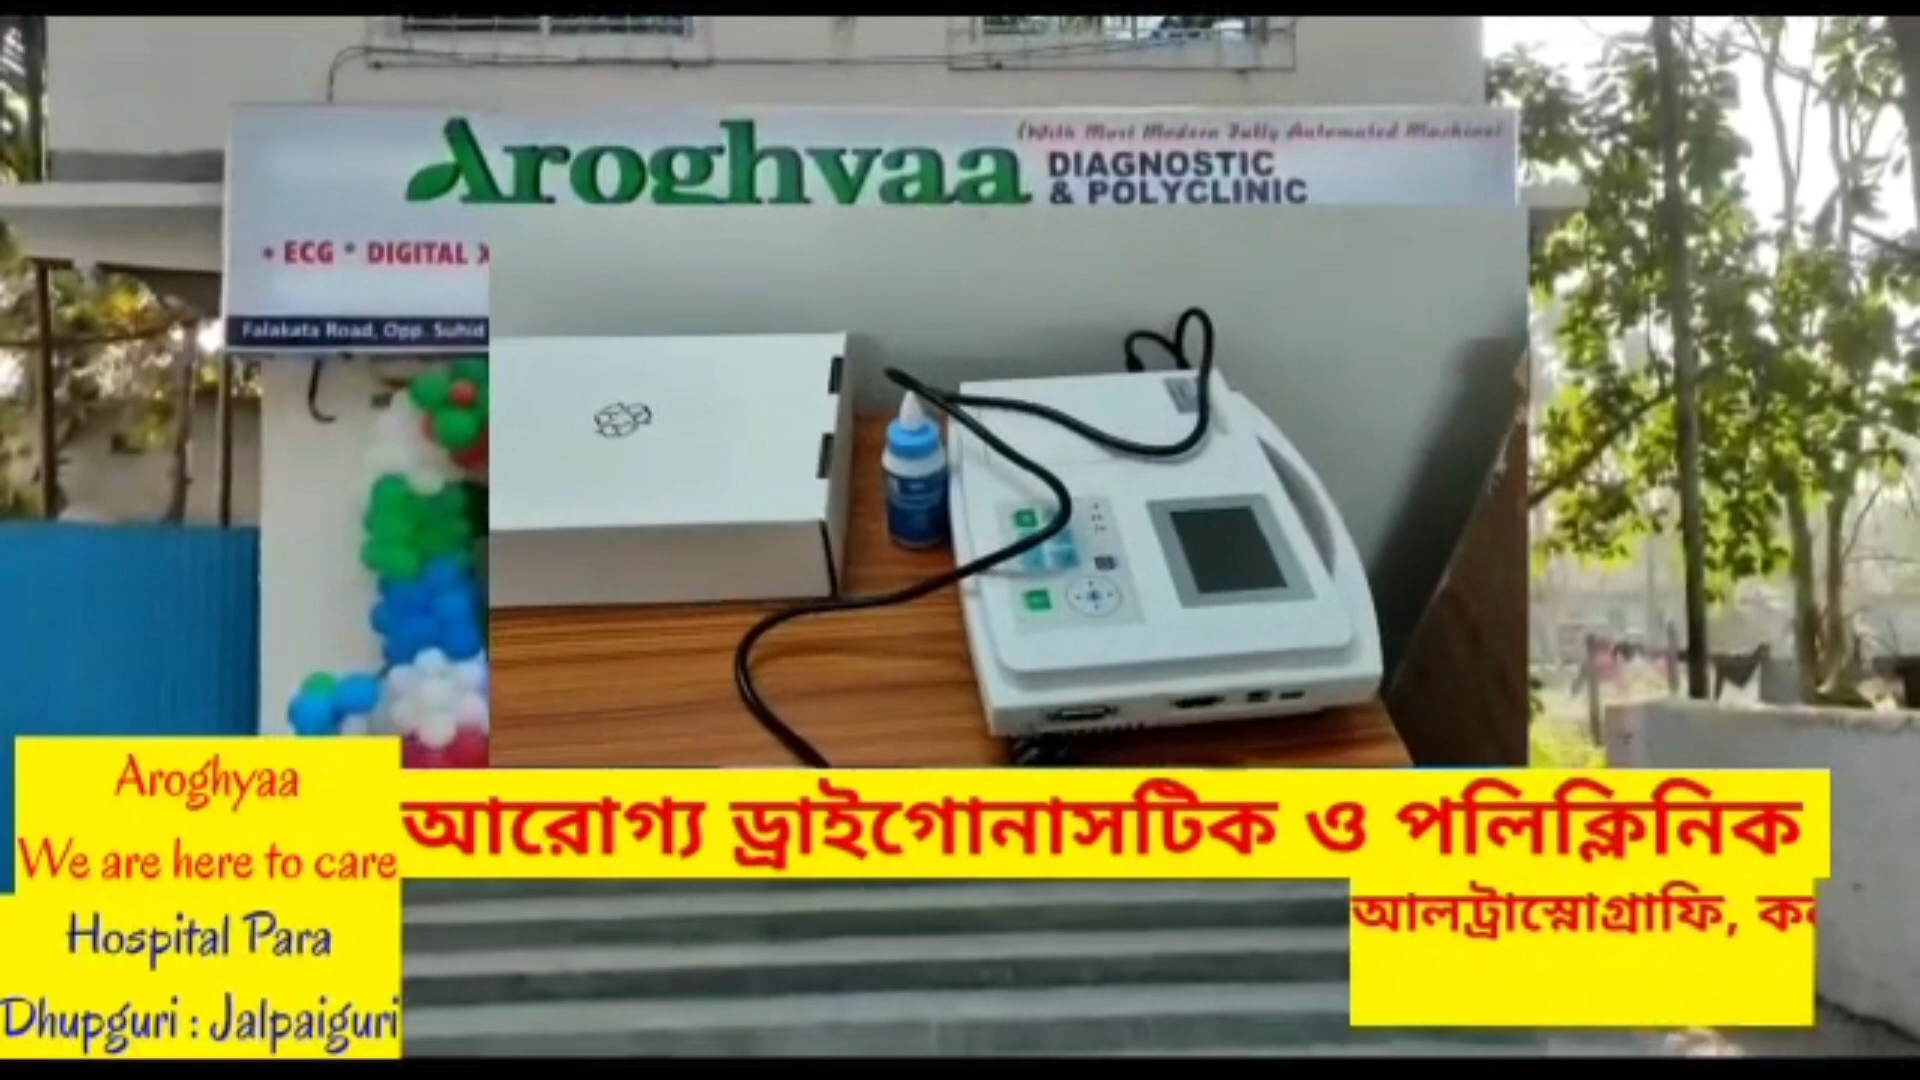 (With Most Modern Fully Automated Machine)
Aroghyaa
DIAGNOSTIC
& POLYCLINIC
• ECG * DIGITAL
Falakata Road, Opp. Suhid
Aroghyaa
We are here to care
Hospital Para
Dhupguri : Jalpaiguri
আরোগ্য ড্রাইগোনাসটিক ও পলিক্লিনিক
আলট্রাস্নোগ্রাফি,